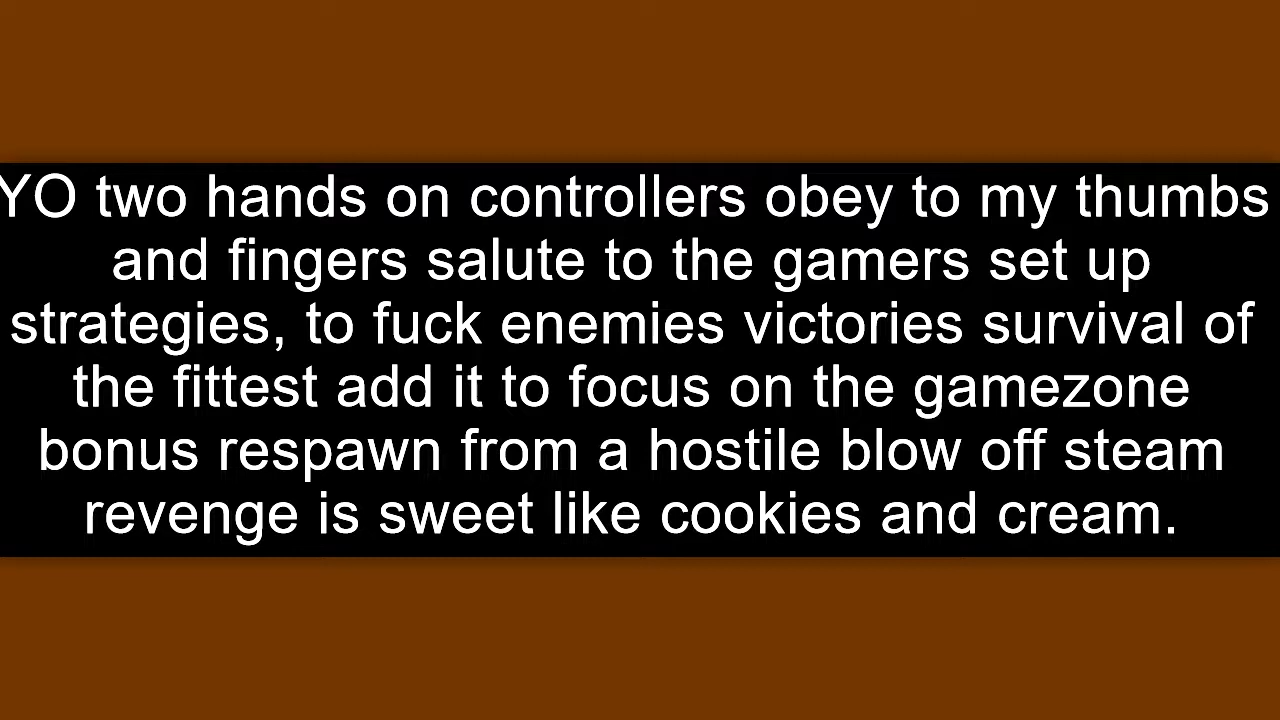 YO two hands on controllers obey to my thumbs
and fingers salute to the gamers set up
strategies, to fuck enemies victories survival of
the fittest add it to focus on the gamezone
bonus respawn from a hostile blow off steam
revenge is sweet like cookies and cream.